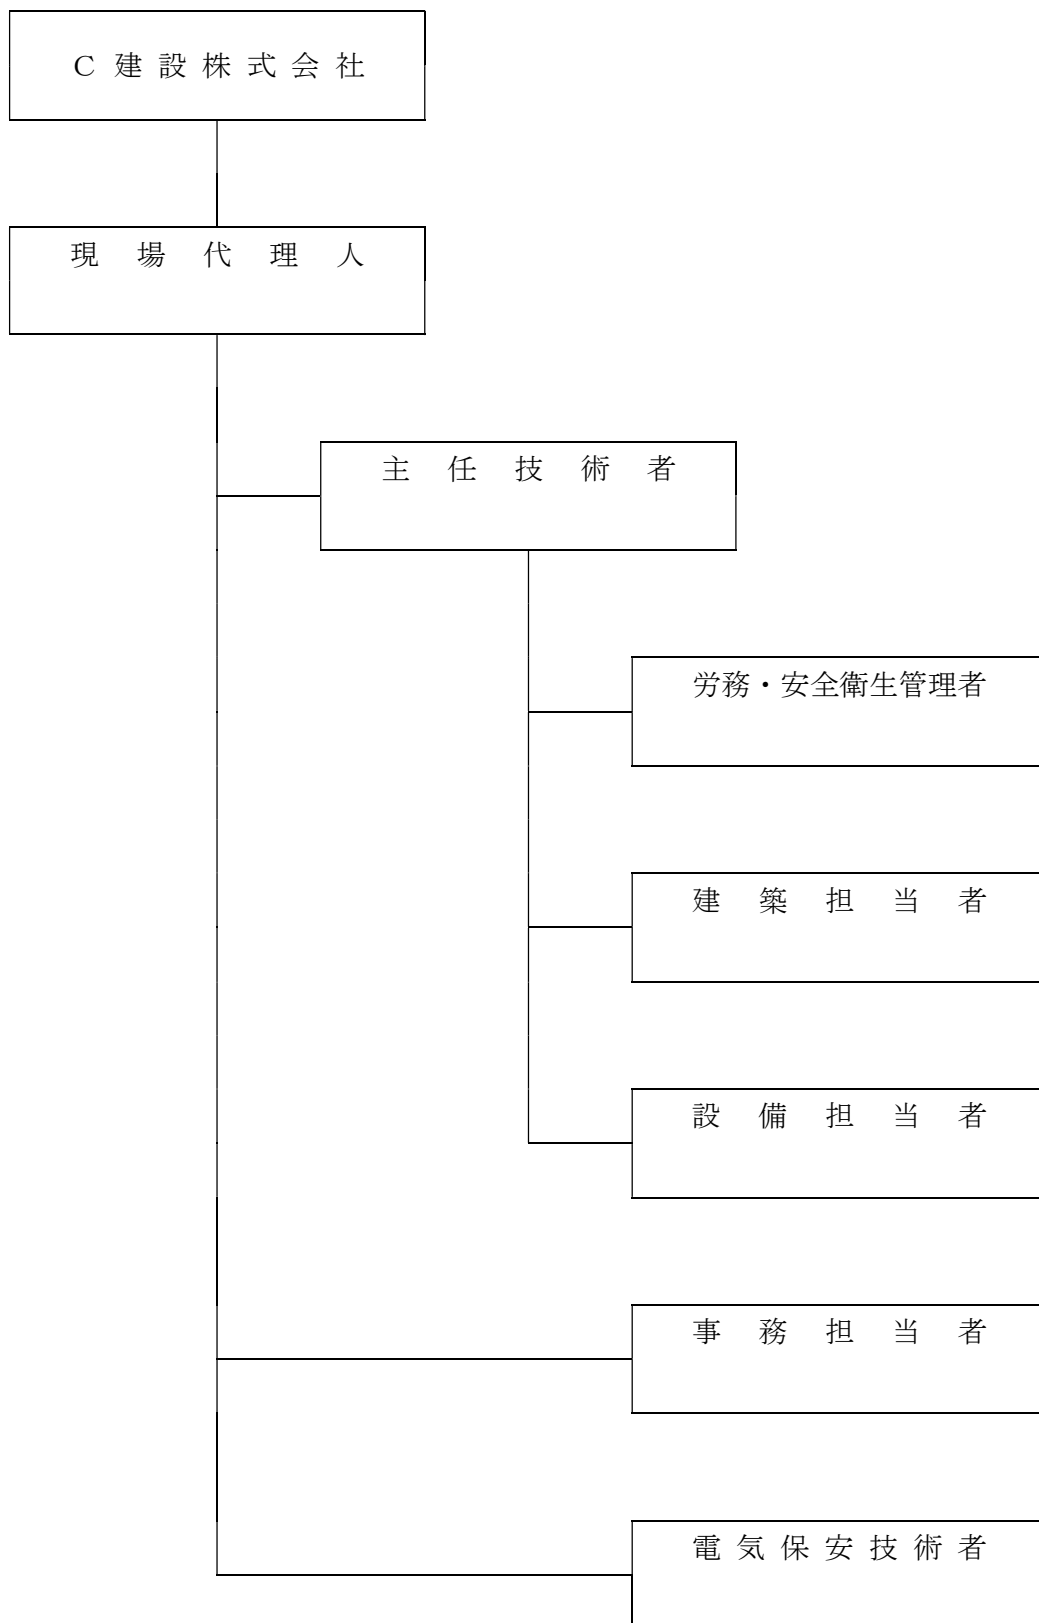 C建設株式会社
現場代理人
主任技術者
労務・安全衛生管理者
建築担当者
設備担当者
事務担当者
電気保安技術者